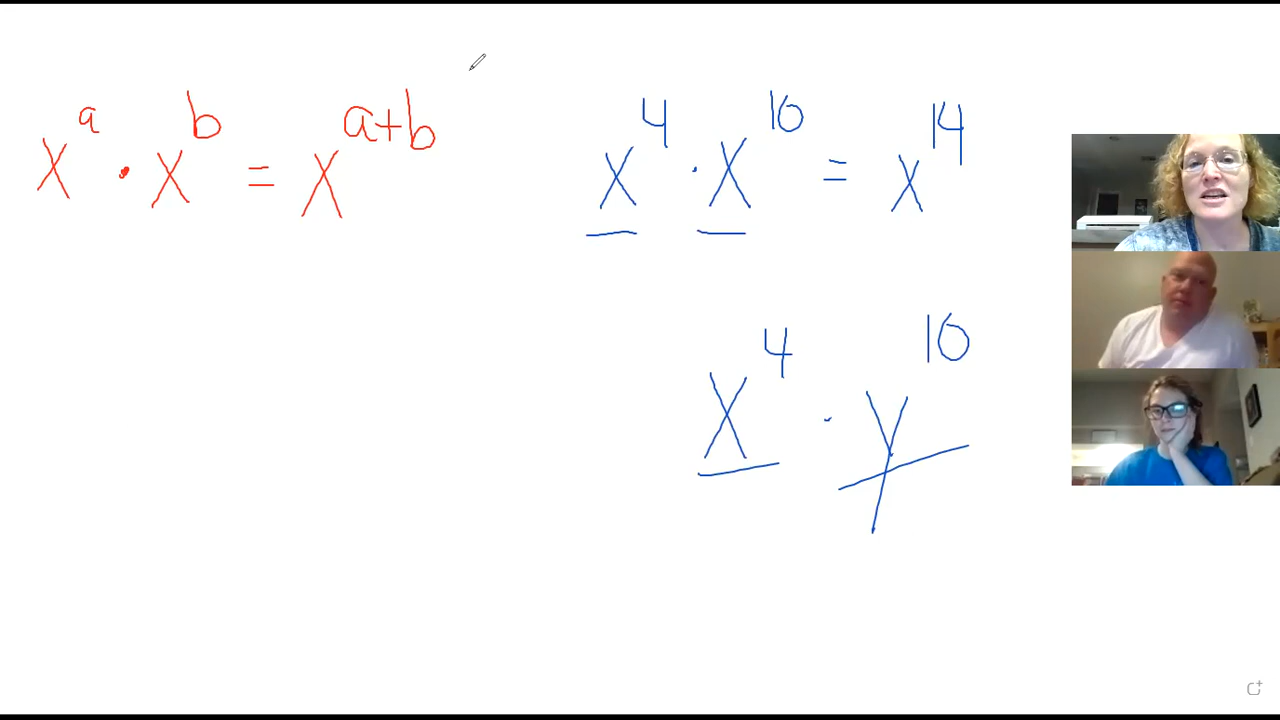 x^a · x^b = x^{a+b}
x^4 · x^{10} = x^{14}
x^4 · y^{10}